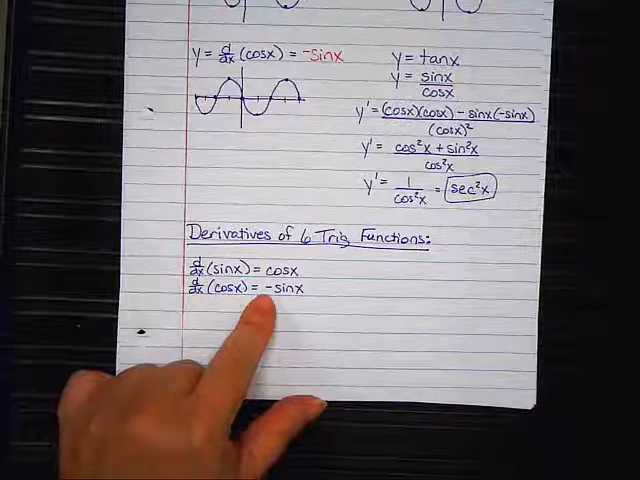 y = d/dx (cosx) = -sinx
y = tanx
y = sinx/cosx
y' = (cosx)(cosx) - sinx(-sinx)/(cosx)²
y' = cos²x + sin²x/cos²x
y' = 1/cos²x = sec²x
Derivatives of 6 Trig Functions:
d/dx (sinx) = cosx
d/dx (cosx) = -sinx